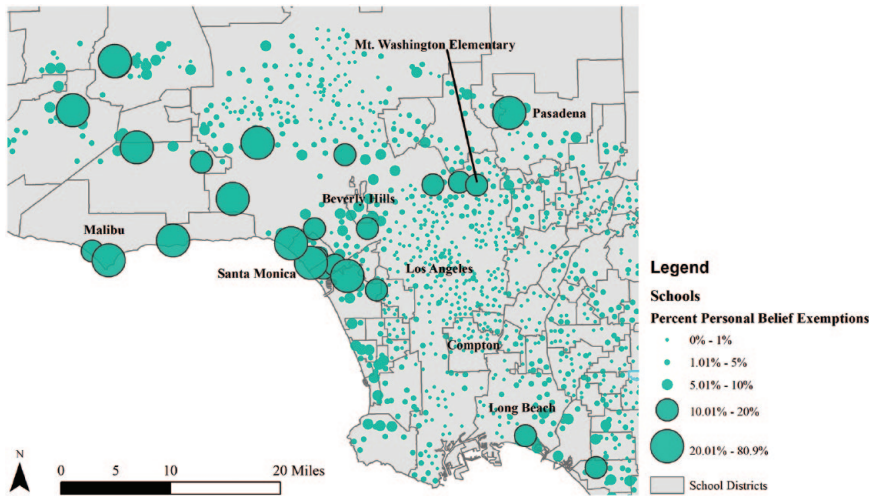 Mt. Washington Elementary
Pasadena
Beverly Hills
Malibu
Santa Monica
Los Angeles
Compton
Long Beach
N
0 5 10 20 Miles
Legend
Schools
Percent Personal Belief Exemptions
0% - 1%
1.01% - 5%
5.01% - 10%
10.01% - 20%
20.01% - 80.9%
School Districts